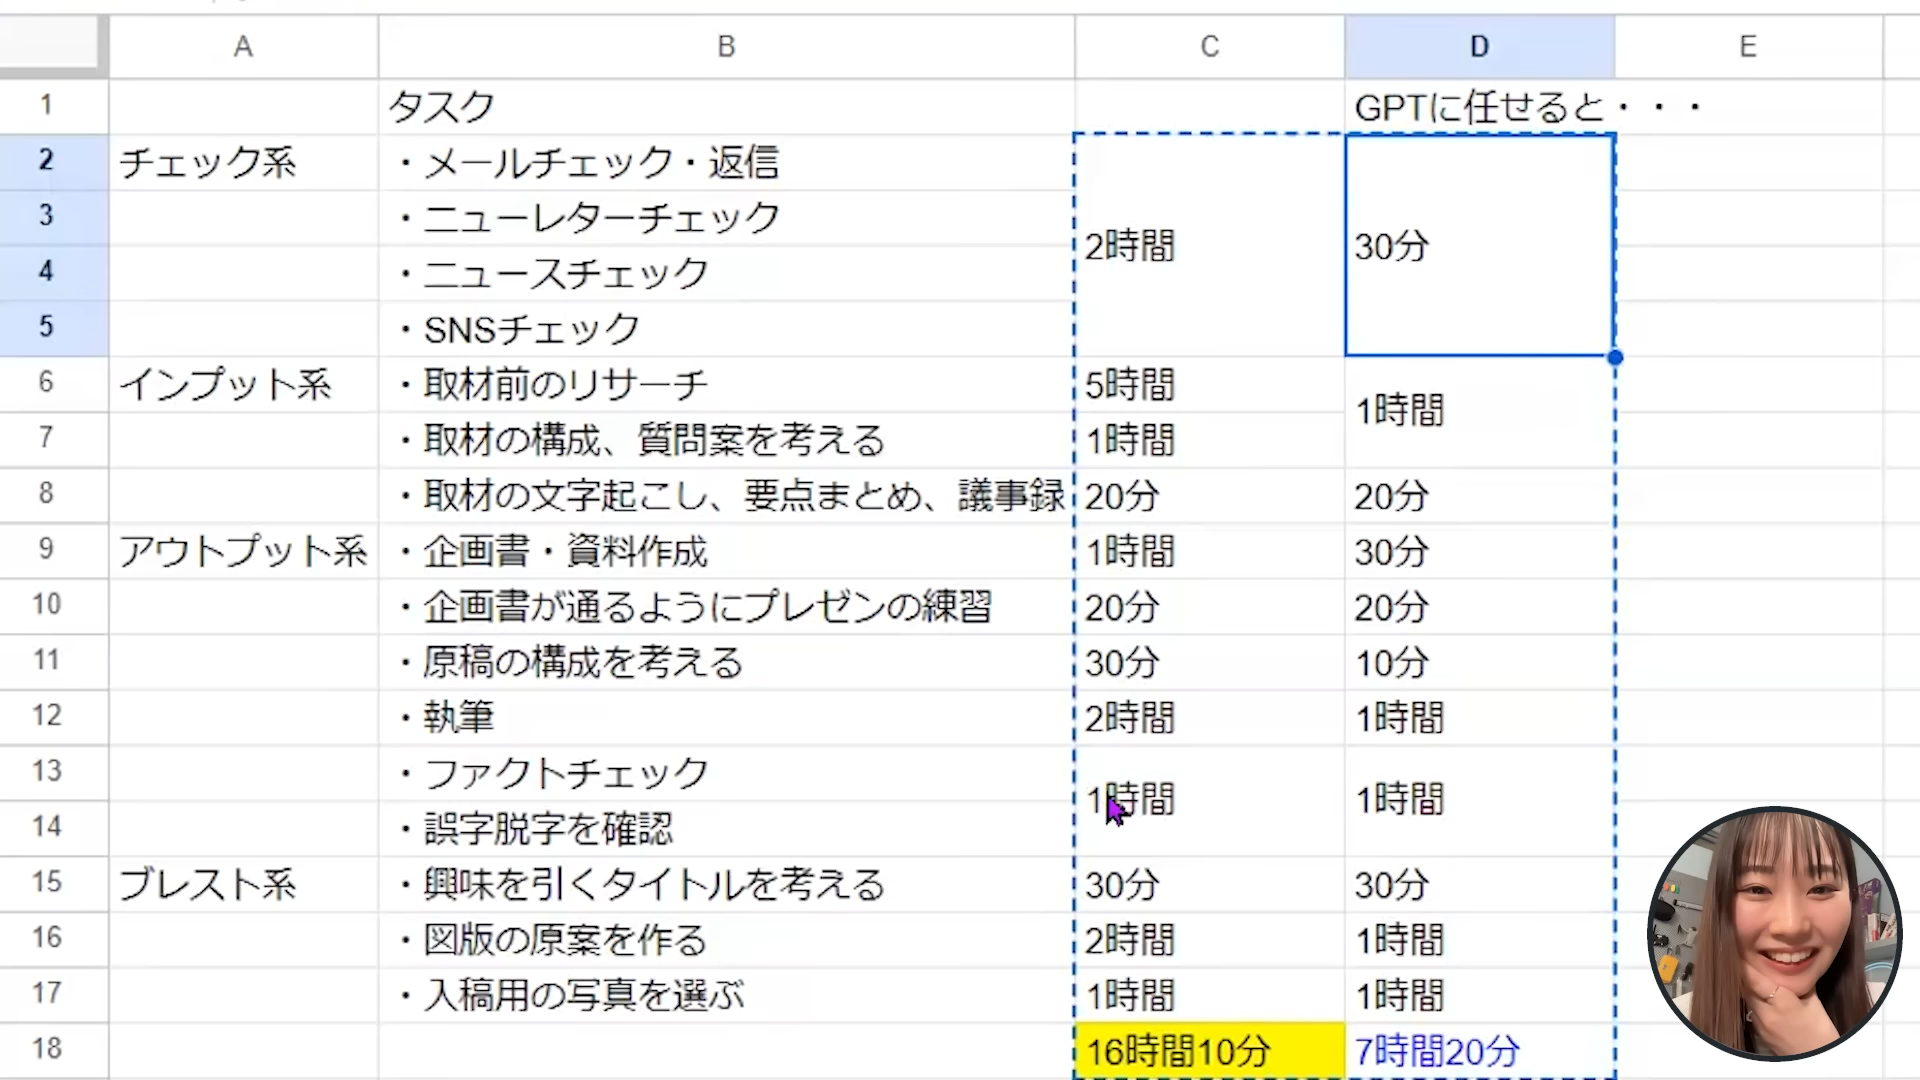 A B C D E
1 タスク GPTに任せると・・・
2 チェック系 ・メールチェック・返信
3 ・ニューレターチェック
2時間 30分
4 ・ニュースチェック
5 ・SNSチェック
6 インプット系 ・取材前のリサーチ 5時間
1時間
7 ・取材の構成、質問案を考える 1時間
8 ・取材の文字起こし、要点まとめ、議事録 20分 20分
9 アウトプット系 ・企画書・資料作成 1時間 30分
10 ・企画書が通るようにプレゼンの練習 20分 20分
11 ・原稿の構成を考える 30分 10分
12 ・執筆 2時間 1時間
13 ・ファクトチェック
1時間 1時間
14 ・誤字脱字を確認
15 ブレスト系 ・興味を引くタイトルを考える 30分 30分
16 ・図版の原案を作る 2時間 1時間
17 ・入稿用の写真を選ぶ 1時間 1時間
18 16時間10分 7時間20分